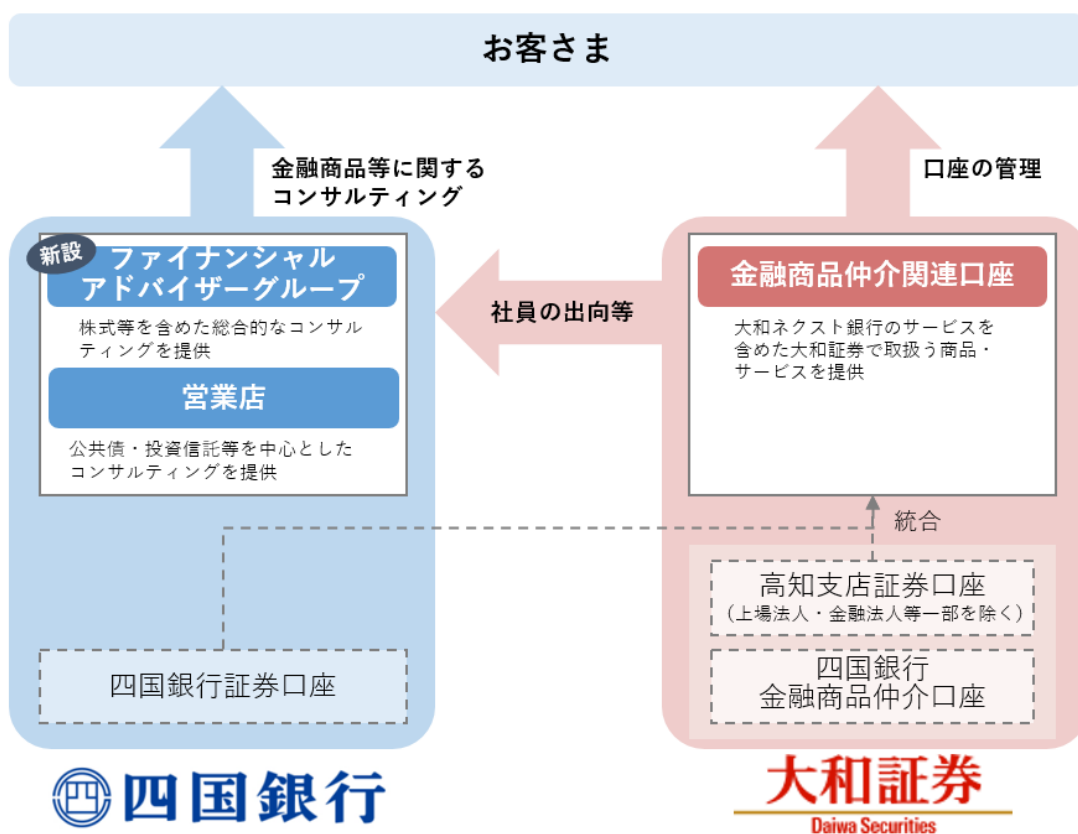 お客さま
金融商品等に関する
コンサルティング
口座の管理
新設
ファイナンシャル
アドバイザーグループ
株式等を含めた総合的なコンサル
ティングを提供
営業店
公共債・投資信託等を中心とした
コンサルティングを提供
社員の出向等
金融商品仲介関連口座
大和ネクスト銀行のサービスを
含めた大和証券で取扱う商品・
サービスを提供
統合
高知支店証券口座
(上場法人・金融法人等一部を除く)
四国銀行
金融商品仲介口座
四国銀行証券口座
四国銀行
大和証券
Daiwa Securities